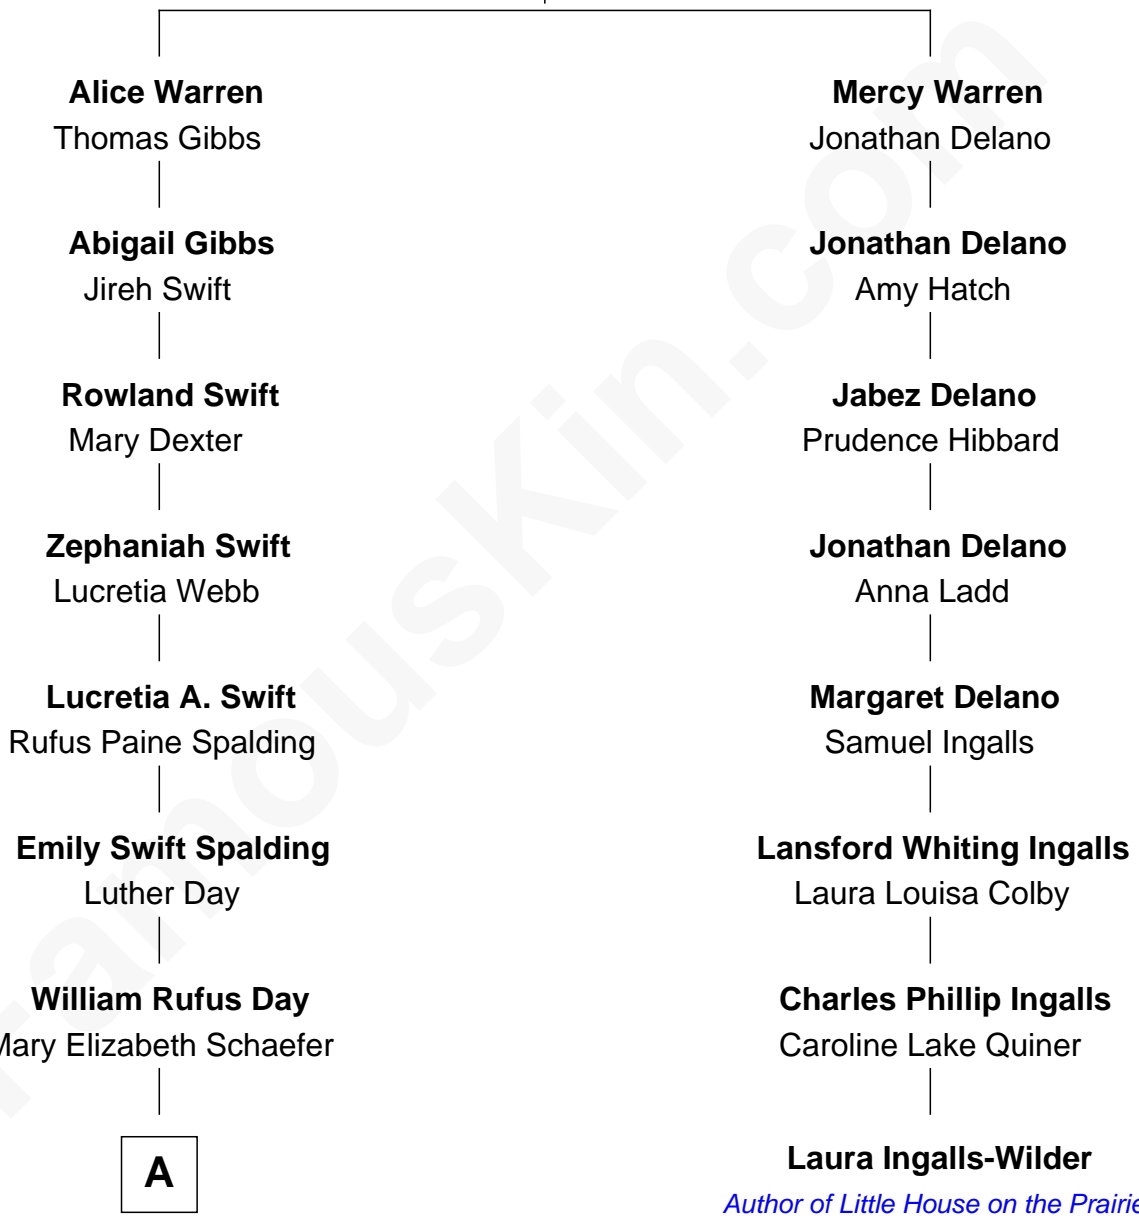 Alice Warren
Thomas Gibbs
Mercy Warren
Jonathan Delano
Abigail Gibbs
Jireh Swift
Jonathan Delano
Amy Hatch
Rowland Swift
Mary Dexter
Jabez Delano
Prudence Hibbard
Zephaniah Swift
Lucretia Webb
Jonathan Delano
Anna Ladd
Lucretia A. Swift
Rufus Paine Spalding
Margaret Delano
Samuel Ingalls
Emily Swift Spalding
Luther Day
Lansford Whiting Ingalls
Laura Louisa Colby
William Rufus Day
Mary Elizabeth Schaefer
Charles Phillip Ingalls
Caroline Lake Quiner
A
Laura Ingalls-Wilder
Author of Little House on the Prairie
FamousKin.com